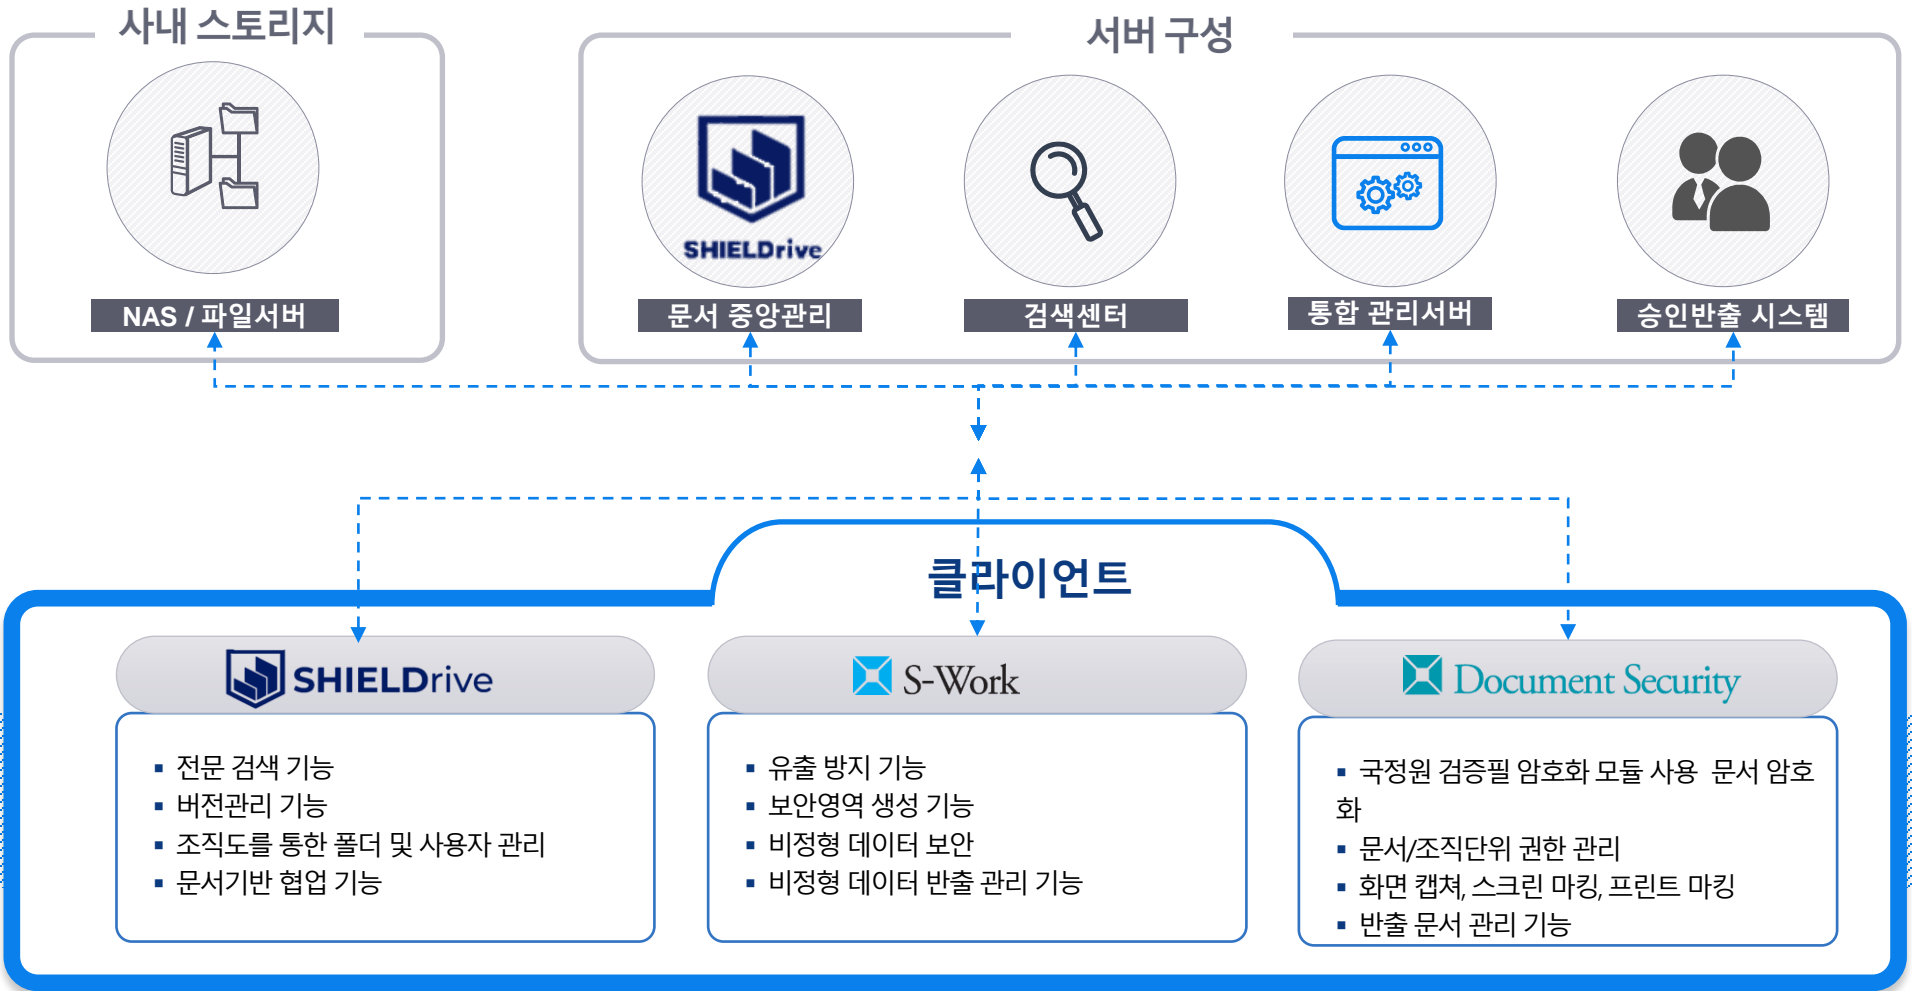 사내 스토리지
서버 구성
SHIELDrive
NAS / 파일서버
문서 중앙관리
검색센터
통합 관리서버
승인반출 시스템
클라이언트
SHIELDrive
▪ 전문 검색 기능
▪ 버전관리 기능
▪ 조직도를 통한 폴더 및 사용자 관리
▪ 문서기반 협업 기능
S-Work
▪ 유출 방지 기능
▪ 보안영역 생성 기능
▪ 비정형 데이터 보안
▪ 비정형 데이터 반출 관리 기능
Document Security
▪ 국정원 검증필 암호화 모듈 사용 문서 암호
화
▪ 문서/조직단위 권한 관리
▪ 화면 캡쳐, 스크린 마킹, 프린트 마킹
▪ 반출 문서 관리 기능